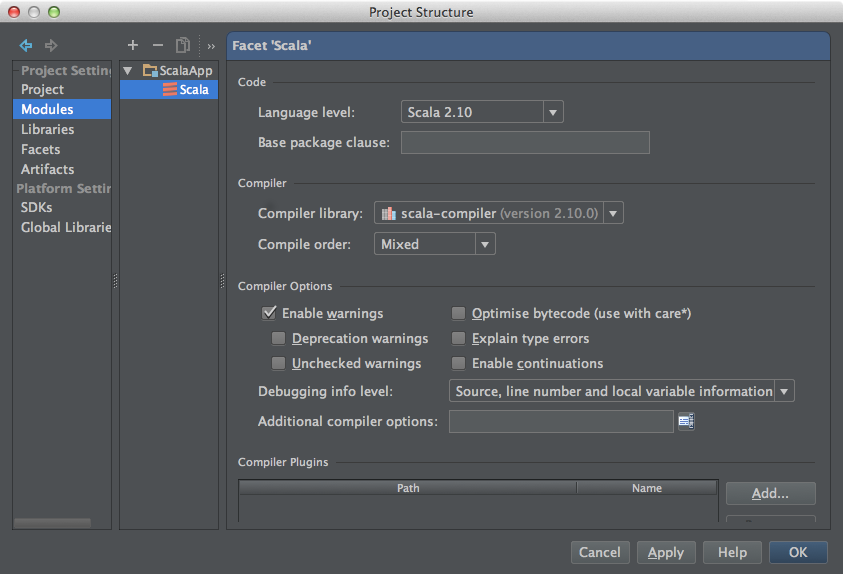 Project Structure
»
Project Settin
Project
Modules
Libraries
Facets
Artifacts
Platform Settin
SDKs
Global Librarie
ScalaApp
Scala
Facet 'Scala'
Code
Language level: Scala 2.10
Base package clause:
Compiler
Compiler library: scala-compiler (version 2.10.0)
Compile order: Mixed
Compiler Options
Enable warnings Optimise bytecode (use with care*)
Deprecation warnings Explain type errors
Unchecked warnings Enable continuations
Debugging info level: Source, line number and local variable information
Additional compiler options:
Compiler Plugins
Path Name
Add...
Cancel Apply Help OK